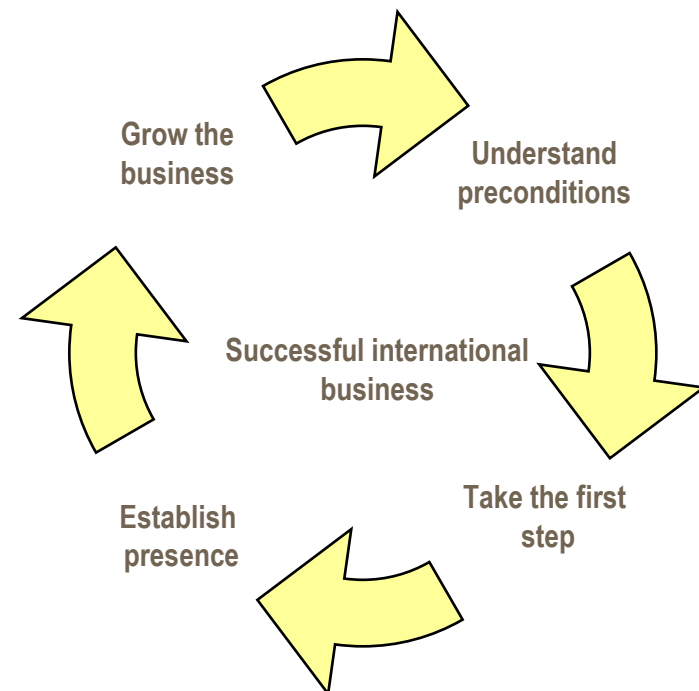 Grow the
business
Understand
preconditions
Successful international
business
Take the first
step
Establish
presence